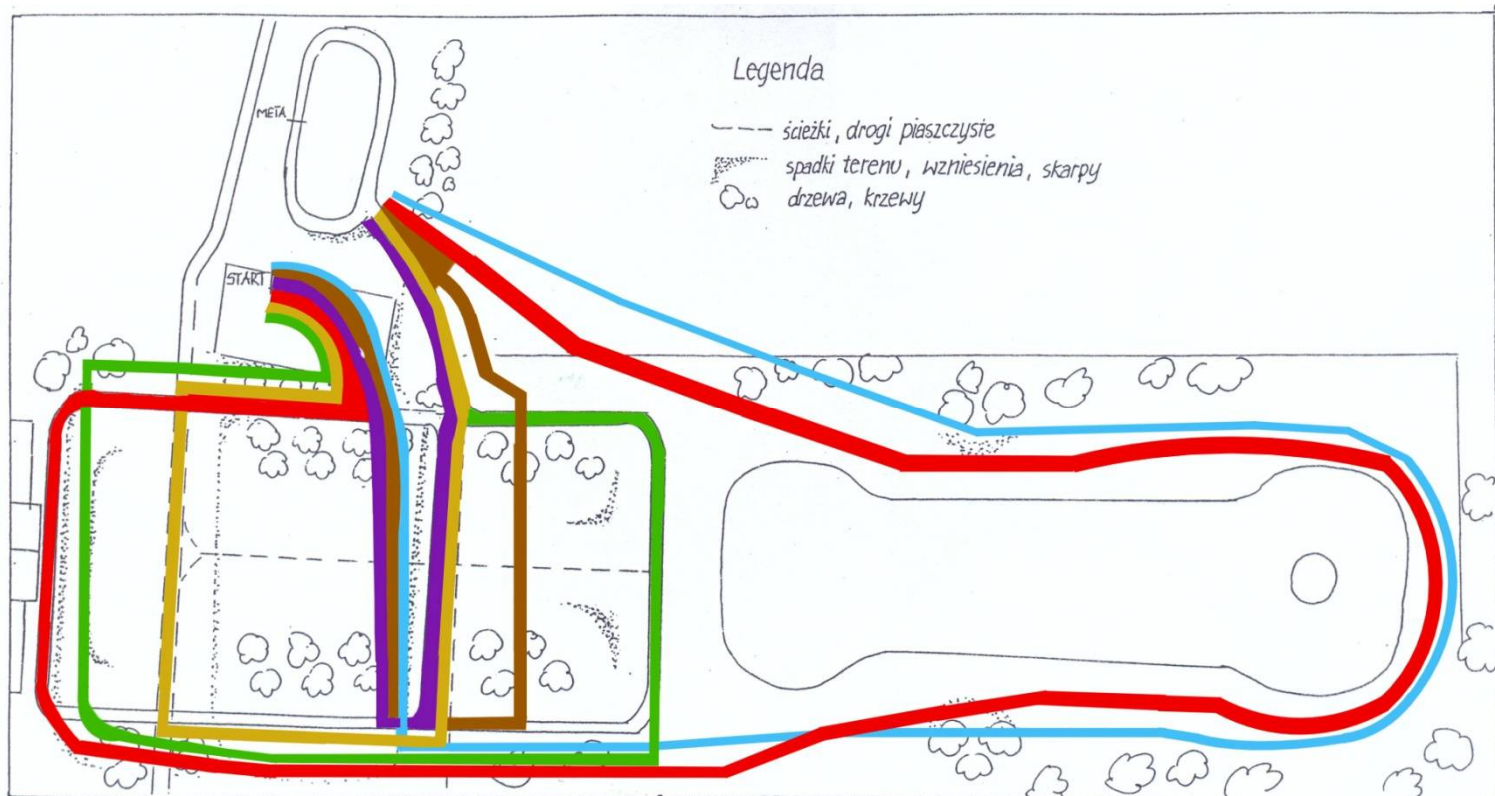 META
START
Legenda
ścieżki, drogi piaszczyste
spadki terenu, wzniesienia, skarpy
drzewa, krzewy